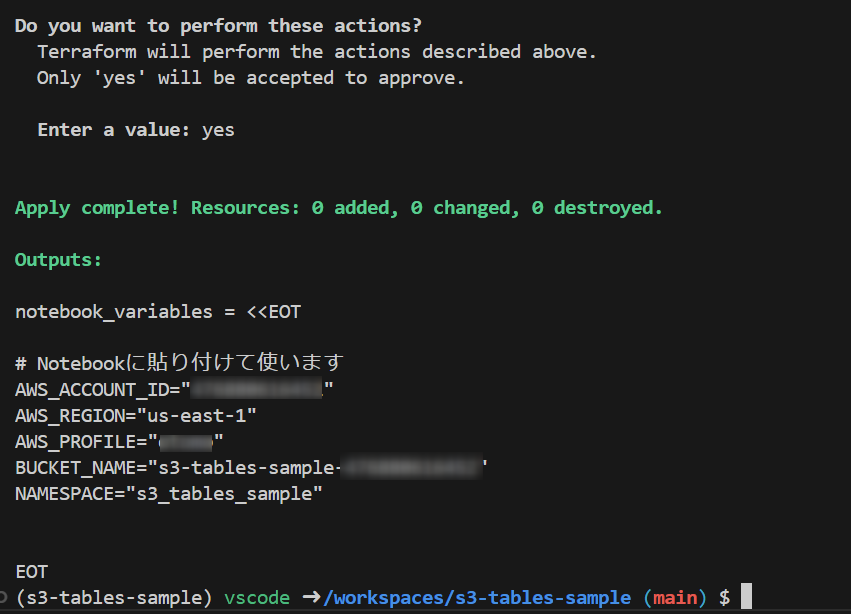 Do you want to perform these actions?
Terraform will perform the actions described above.
Only 'yes' will be accepted to approve.
Enter a value: yes
Apply complete! Resources: 0 added, 0 changed, 0 destroyed.
Outputs:
notebook_variables = <<EOT
# Notebookに貼り付けて使います
AWS_ACCOUNT_ID=""
AWS_REGION="us-east-1"
AWS_PROFILE=""
BUCKET_NAME="s3-tables-sample-"
NAMESPACE="s3_tables_sample"
EOT
(s3-tables-sample) vscode ➜/workspaces/s3-tables-sample (main) $